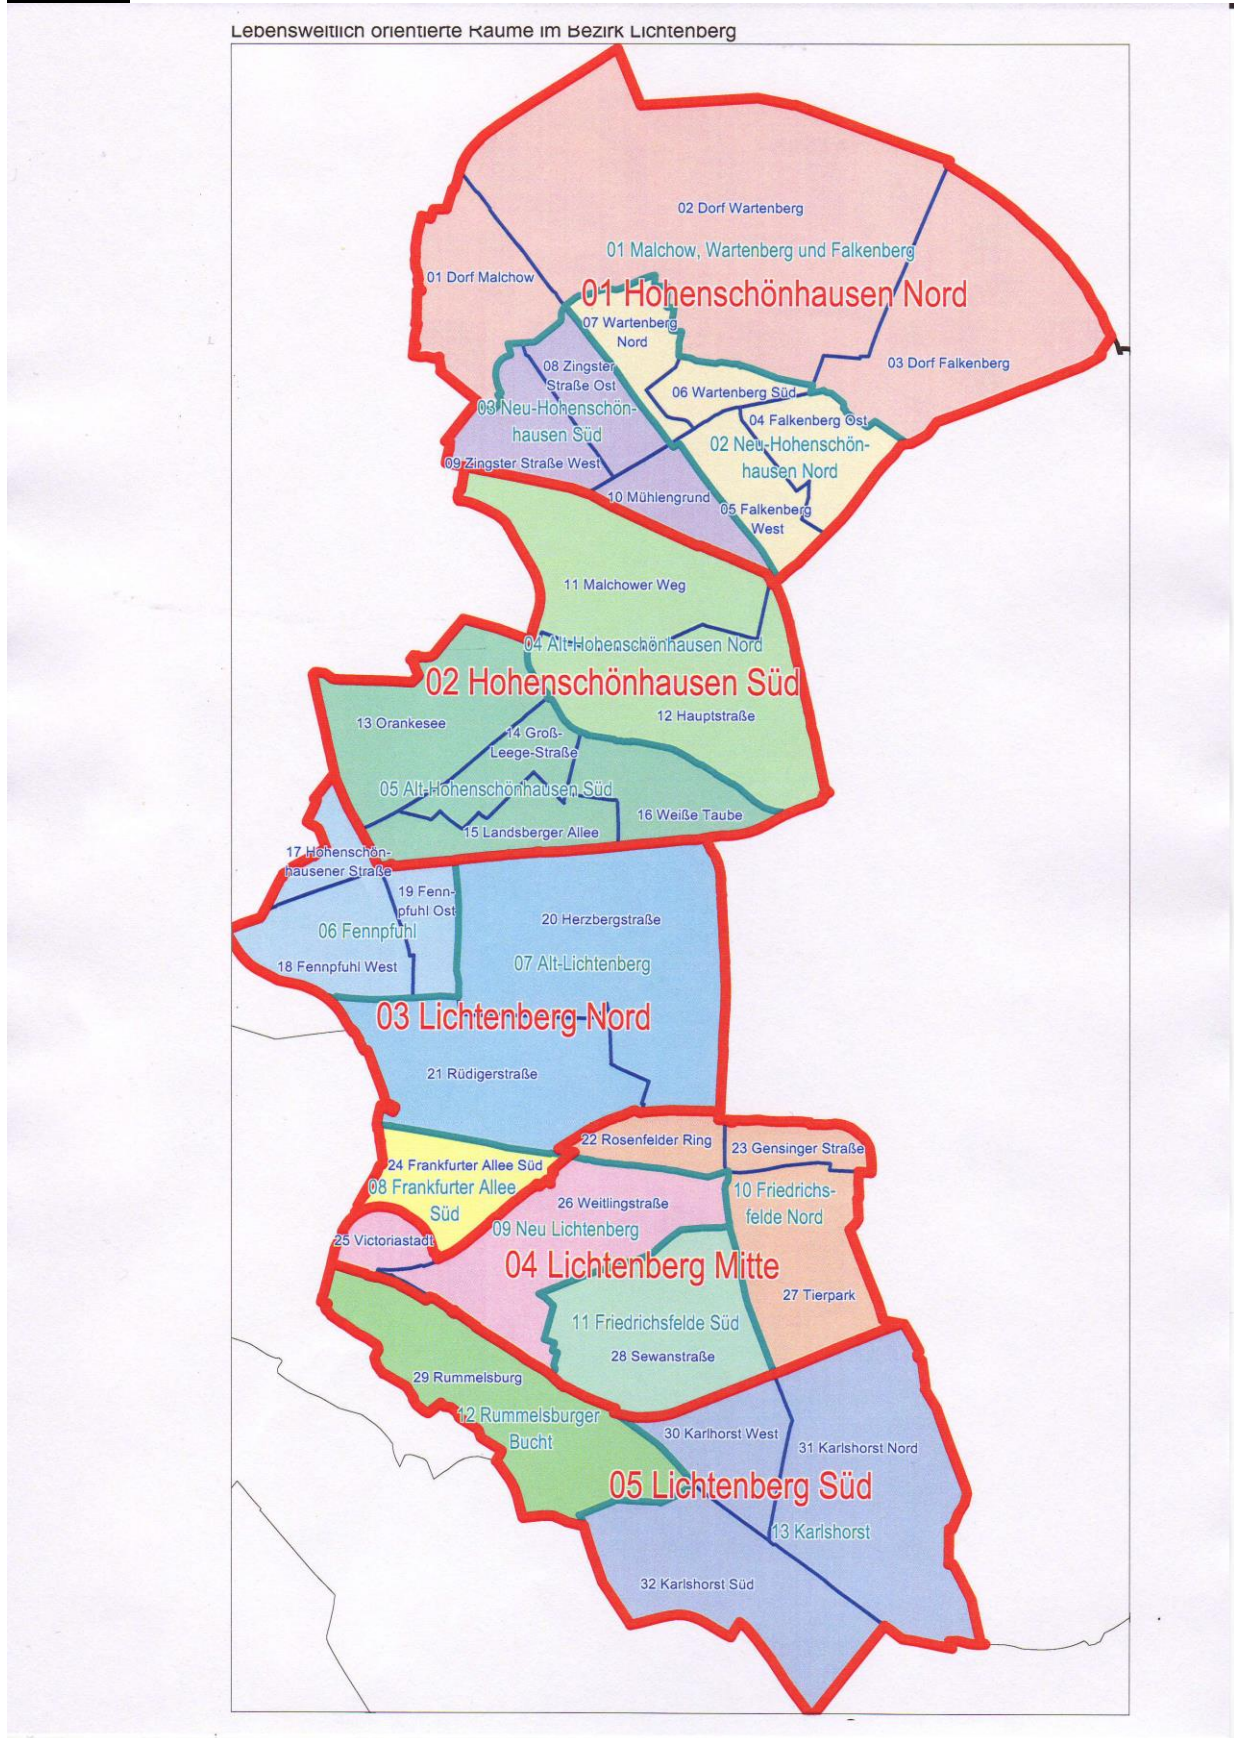 Lebensweltlich orientierte Räume im Bezirk Lichtenberg
02 Dorf Wartenberg
01 Malchow, Wartenberg und Falkenberg
01 Dorf Malchow
01 Hohenschönhausen Nord
07 Wartenberg
Nord
03 Dorf Falkenberg
08 Zingster
Straße Ost
06 Wartenberg Süd
03 Neu-Hohenschön-
hausen Süd
04 Falkenberg Ost
02 Neu-Hohenschön-
hausen Nord
09 Zingster Straße West
10 Mühlengrund
05 Falkenberg
West
11 Malchower Weg
04 Alt-Hohenschönhausen Nord
02 Hohenschönhausen Süd
13 Orankesee
12 Hauptstraße
14 Groß-
Leege-Straße
05 Alt-Hohenschönhausen Süd
16 Weiße Taube
15 Landsberger Allee
17 Hohenschön-
hausener Straße
19 Fenn-
pfuhl Ost
20 Herzbergstraße
06 Fennpfuhl
18 Fennpfuhl West
07 Alt-Lichtenberg
03 Lichtenberg Nord
21 Rüdigerstraße
22 Rosenfelder Ring
23 Gensinger Straße
24 Frankfurter Allee Süd
08 Frankfurter Allee
Süd
10 Friedrichs-
felde Nord
26 Weitlingstraße
09 Neu Lichtenberg
25 Victoriastadt
04 Lichtenberg Mitte
27 Tierpark
11 Friedrichsfelde Süd
28 Sewanstraße
29 Rummelsburg
12 Rummelsburger
Bucht
30 Karlhorst West
31 Karlshorst Nord
05 Lichtenberg Süd
13 Karlshorst
32 Karlshorst Süd